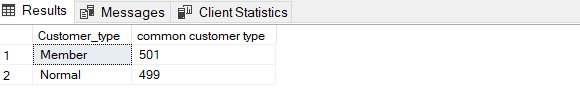 Results Messages Client Statistics
Customer_type common customer type
1 Member 501
2 Normal 499